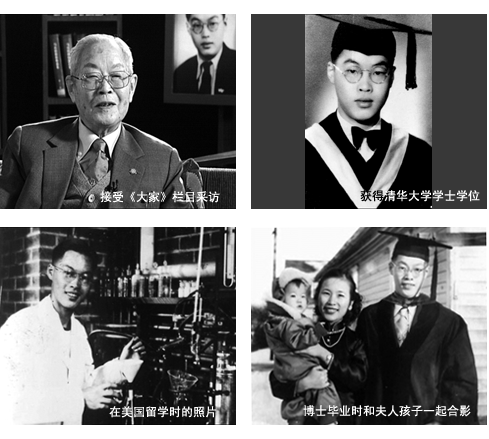 接受《大家》栏目采访
获得清华大学学士学位
在美国留学时的照片
博士毕业时和夫人孩子一起合影